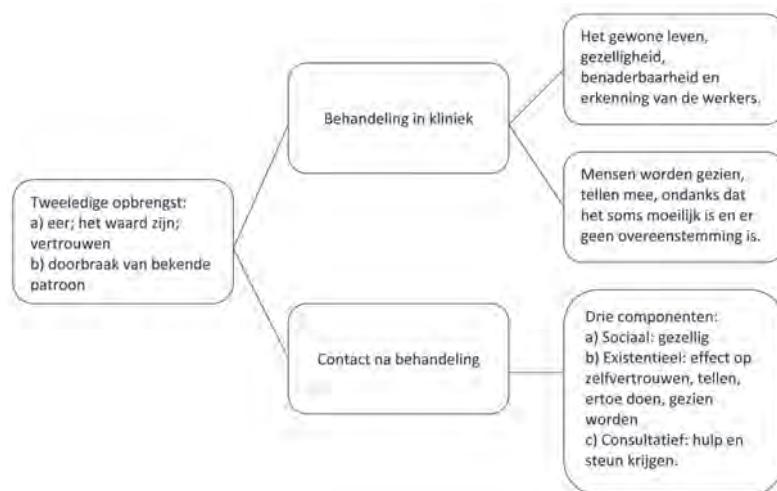 Tweeledige opbrengst:
a) eer; het waard zijn;
vertrouwen
b) doorbraak van bekende
patroon
Behandeling in kliniek
Het gewone leven,
gezelligheid,
benaderbaarheid en
erkenning van de werkers.
Mensen worden gezien,
tellen mee, ondanks dat
het soms moeilijk is en er
geen overeenstemming is.
Contact na behandeling
Drie componenten:
a) Sociaal: gezellig
b) Existentieel: effect op
zelfvertrouwen, tellen,
ertoe doen, gezien
worden
c) Consultatief: hulp en
steun krijgen.